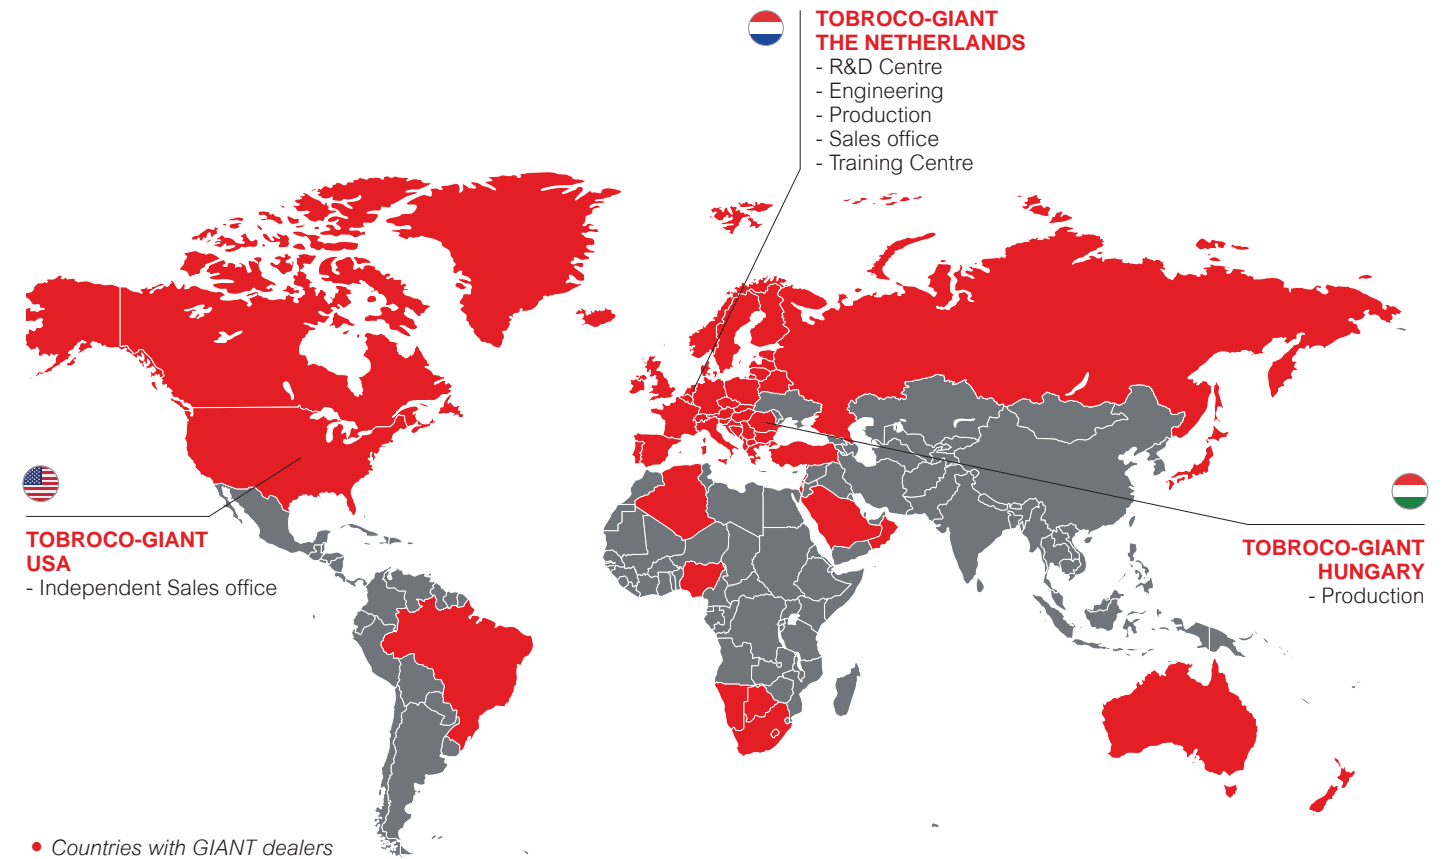 TOBROCO-GIANT
THE NETHERLANDS
- R&D Centre
- Engineering
- Production
- Sales office
- Training Centre
TOBROCO-GIANT
USA
- Independent Sales office
TOBROCO-GIANT
HUNGARY
- Production
• Countries with GIANT dealers